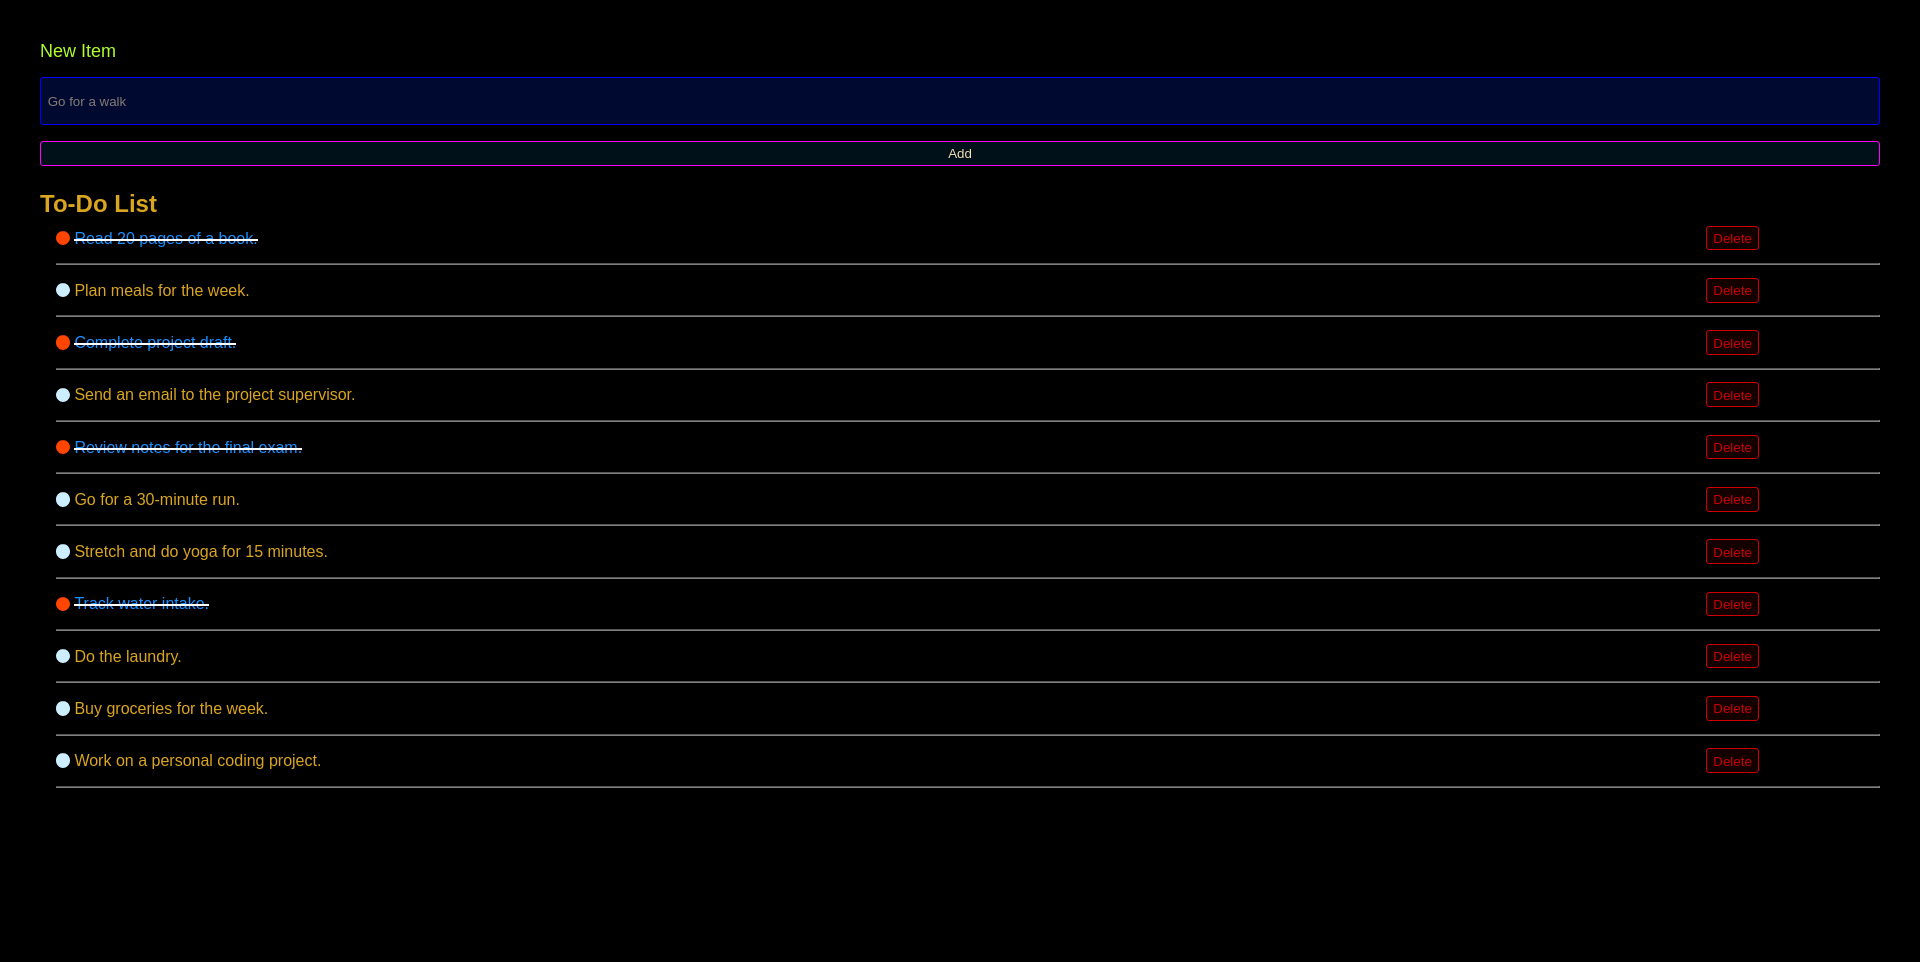 New Item
Go for a walk
Add
To-Do List
Read 20 pages of a book. Delete
Plan meals for the week. Delete
Complete project draft. Delete
Send an email to the project supervisor. Delete
Review notes for the final exam. Delete
Go for a 30-minute run. Delete
Stretch and do yoga for 15 minutes. Delete
Track water intake. Delete
Do the laundry. Delete
Buy groceries for the week. Delete
Work on a personal coding project. Delete